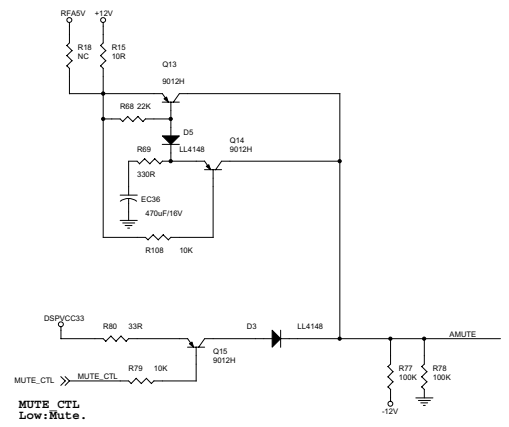 RFA5V +12V
R18 NC
R15 10R
Q13
9012H
R68 22K
D5
LL4148
Q14
9012H
R69
330R
EC36
470uF/16V
R108 10K
DSPVCC33
R80 33R
D3 LL4148
Q15
9012H
R79 10K
MUTE_CTL MUTE_CTL
AMUTE
R77 100K
R78 100K
-12V
MUTE_CTL
Low:Mute.